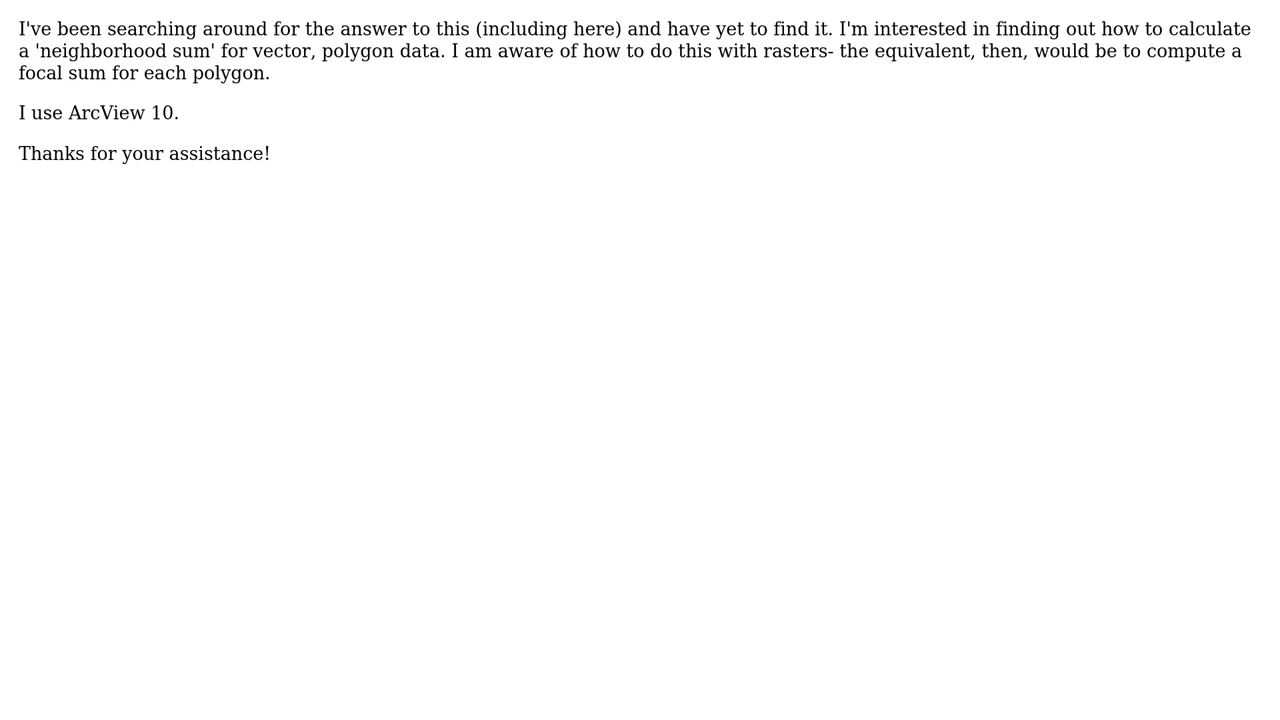 I've been searching around for the answer to this (including here) and have yet to find it. I'm interested in finding out how to calculate
a 'neighborhood sum' for vector, polygon data. I am aware of how to do this with rasters- the equivalent, then, would be to compute a
focal sum for each polygon.
I use ArcView 10.
Thanks for your assistance!